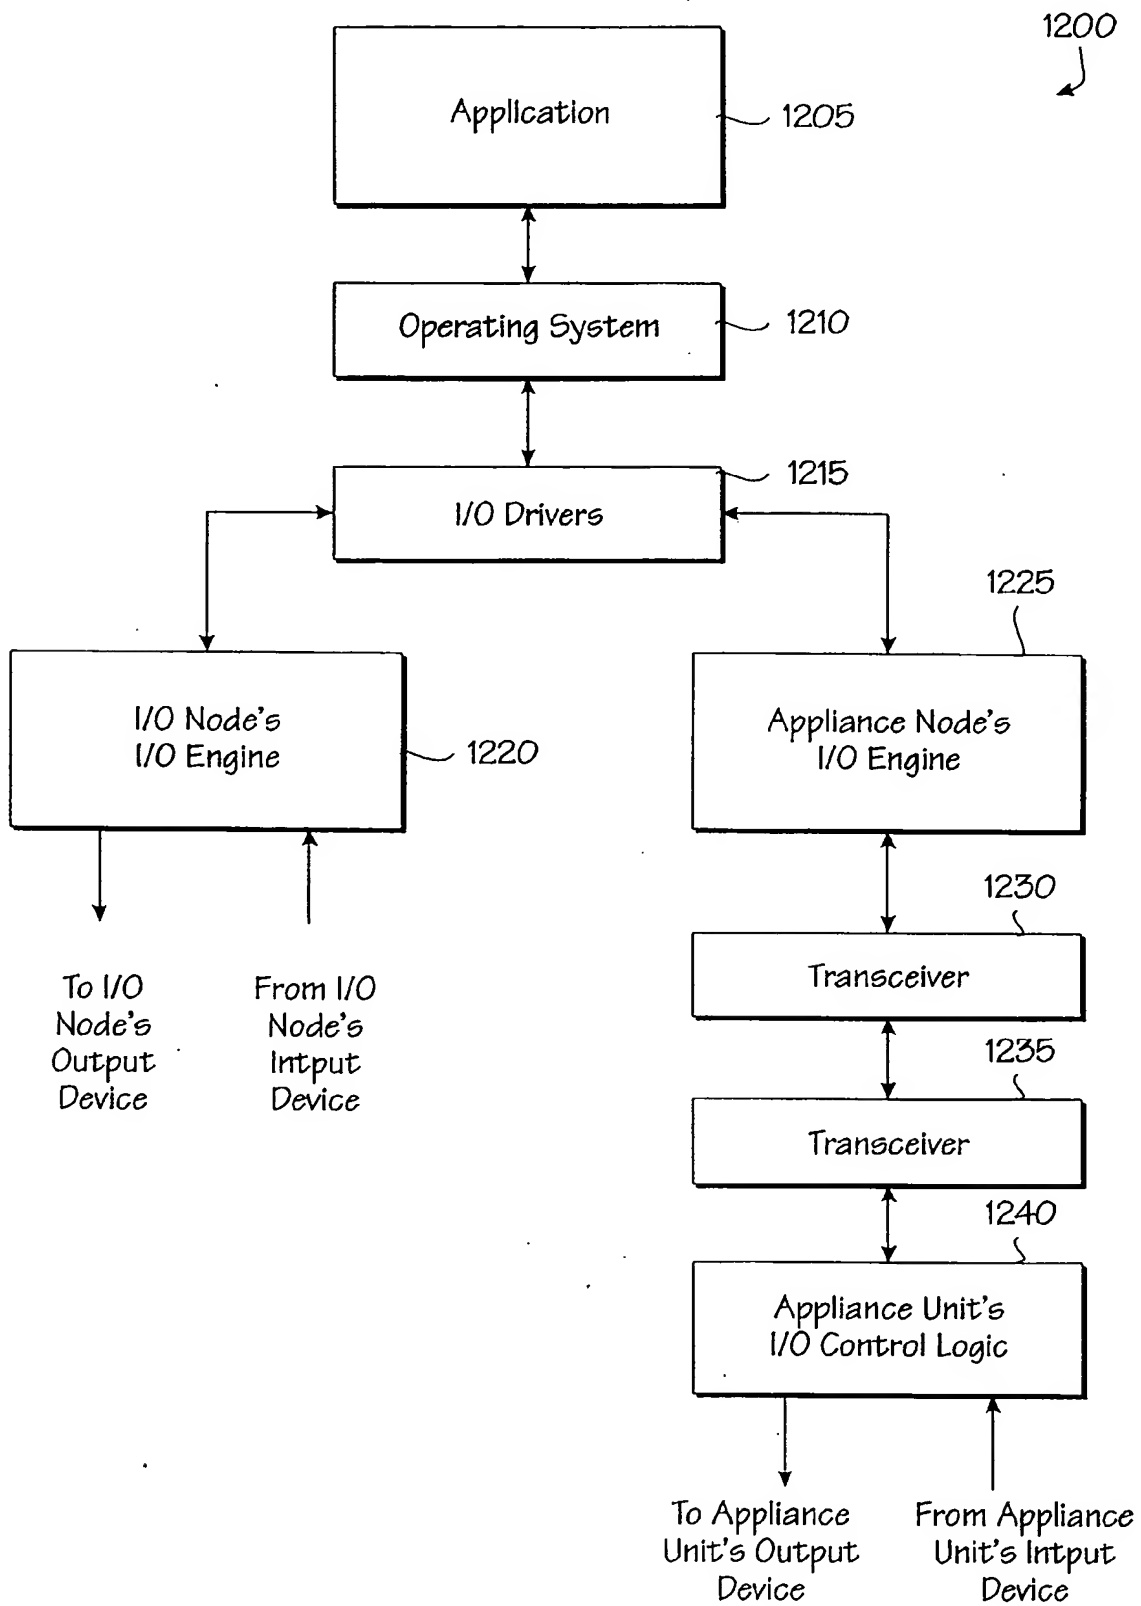 1200
Application
1205
Operating System
1210
1215
I/O Drivers
1225
I/O Node's
I/O Engine
1220
Appliance Node's
I/O Engine
1230
Transceiver
To I/O
Node's
Output
Device
From I/O
Node's
Intput
Device
1235
Transceiver
1240
Appliance Unit's
I/O Control Logic
To Appliance
Unit's Output
Device
From Appliance
Unit's Intput
Device